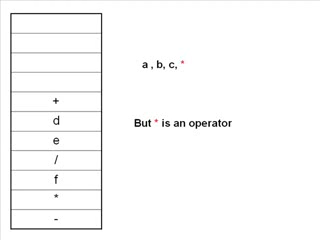 a , b, c, *
+
d
But * is an operator
e
/
f
*
-